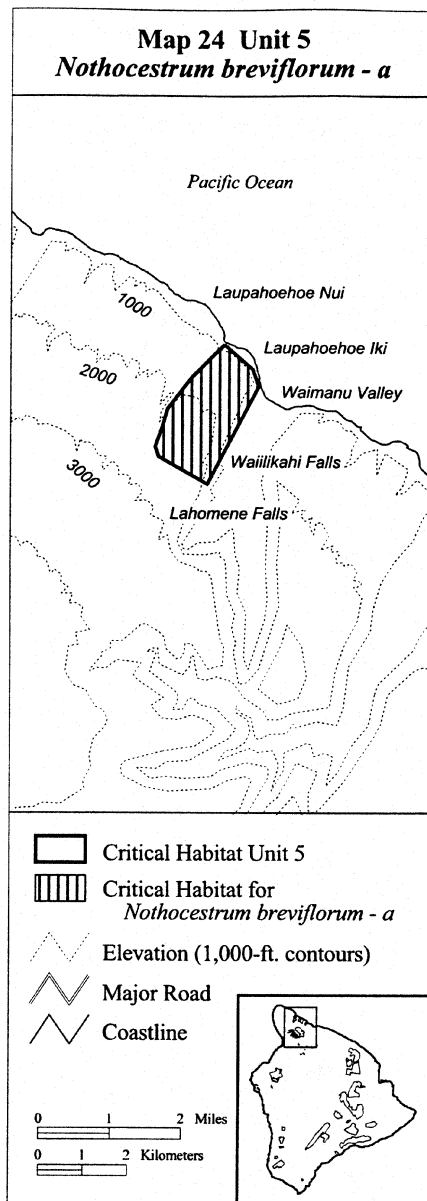 Map 24 Unit 5
Nothocestrum breviflorum - a
Pacific Ocean
Laupahoehoe Nui
1000
Laupahoehoe Iki
2000
Waimanu Valley
3000
Waiilikahi Falls
Lahomene Falls
Critical Habitat Unit 5
Critical Habitat for
Nothocestrum breviflorum - a
Elevation (1,000-ft. contours)
Major Road
Coastline
0 1 2 Miles
0 1 2 Kilometers